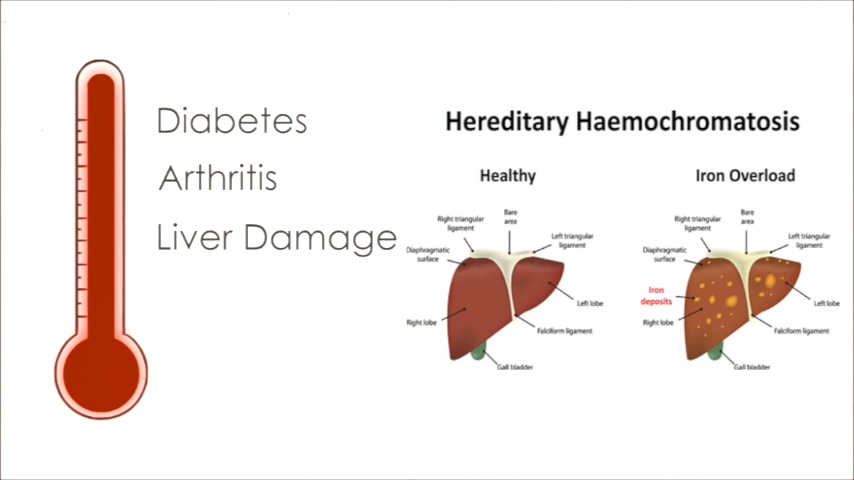 Diabetes
Arthritis
Liver Damage
Hereditary Haemochromatosis
Healthy
Right triangular
ligament
Bare
area
Left triangular
ligament
Diaphragmatic
surface
Left lobe
Right lobe
Falciform ligament
Gall bladder
Iron Overload
Right triangular
ligament
Bare
area
Left triangular
ligament
Diaphragmatic
surface
Iron
deposits
Left lobe
Right lobe
Falciform ligament
Gall bladder